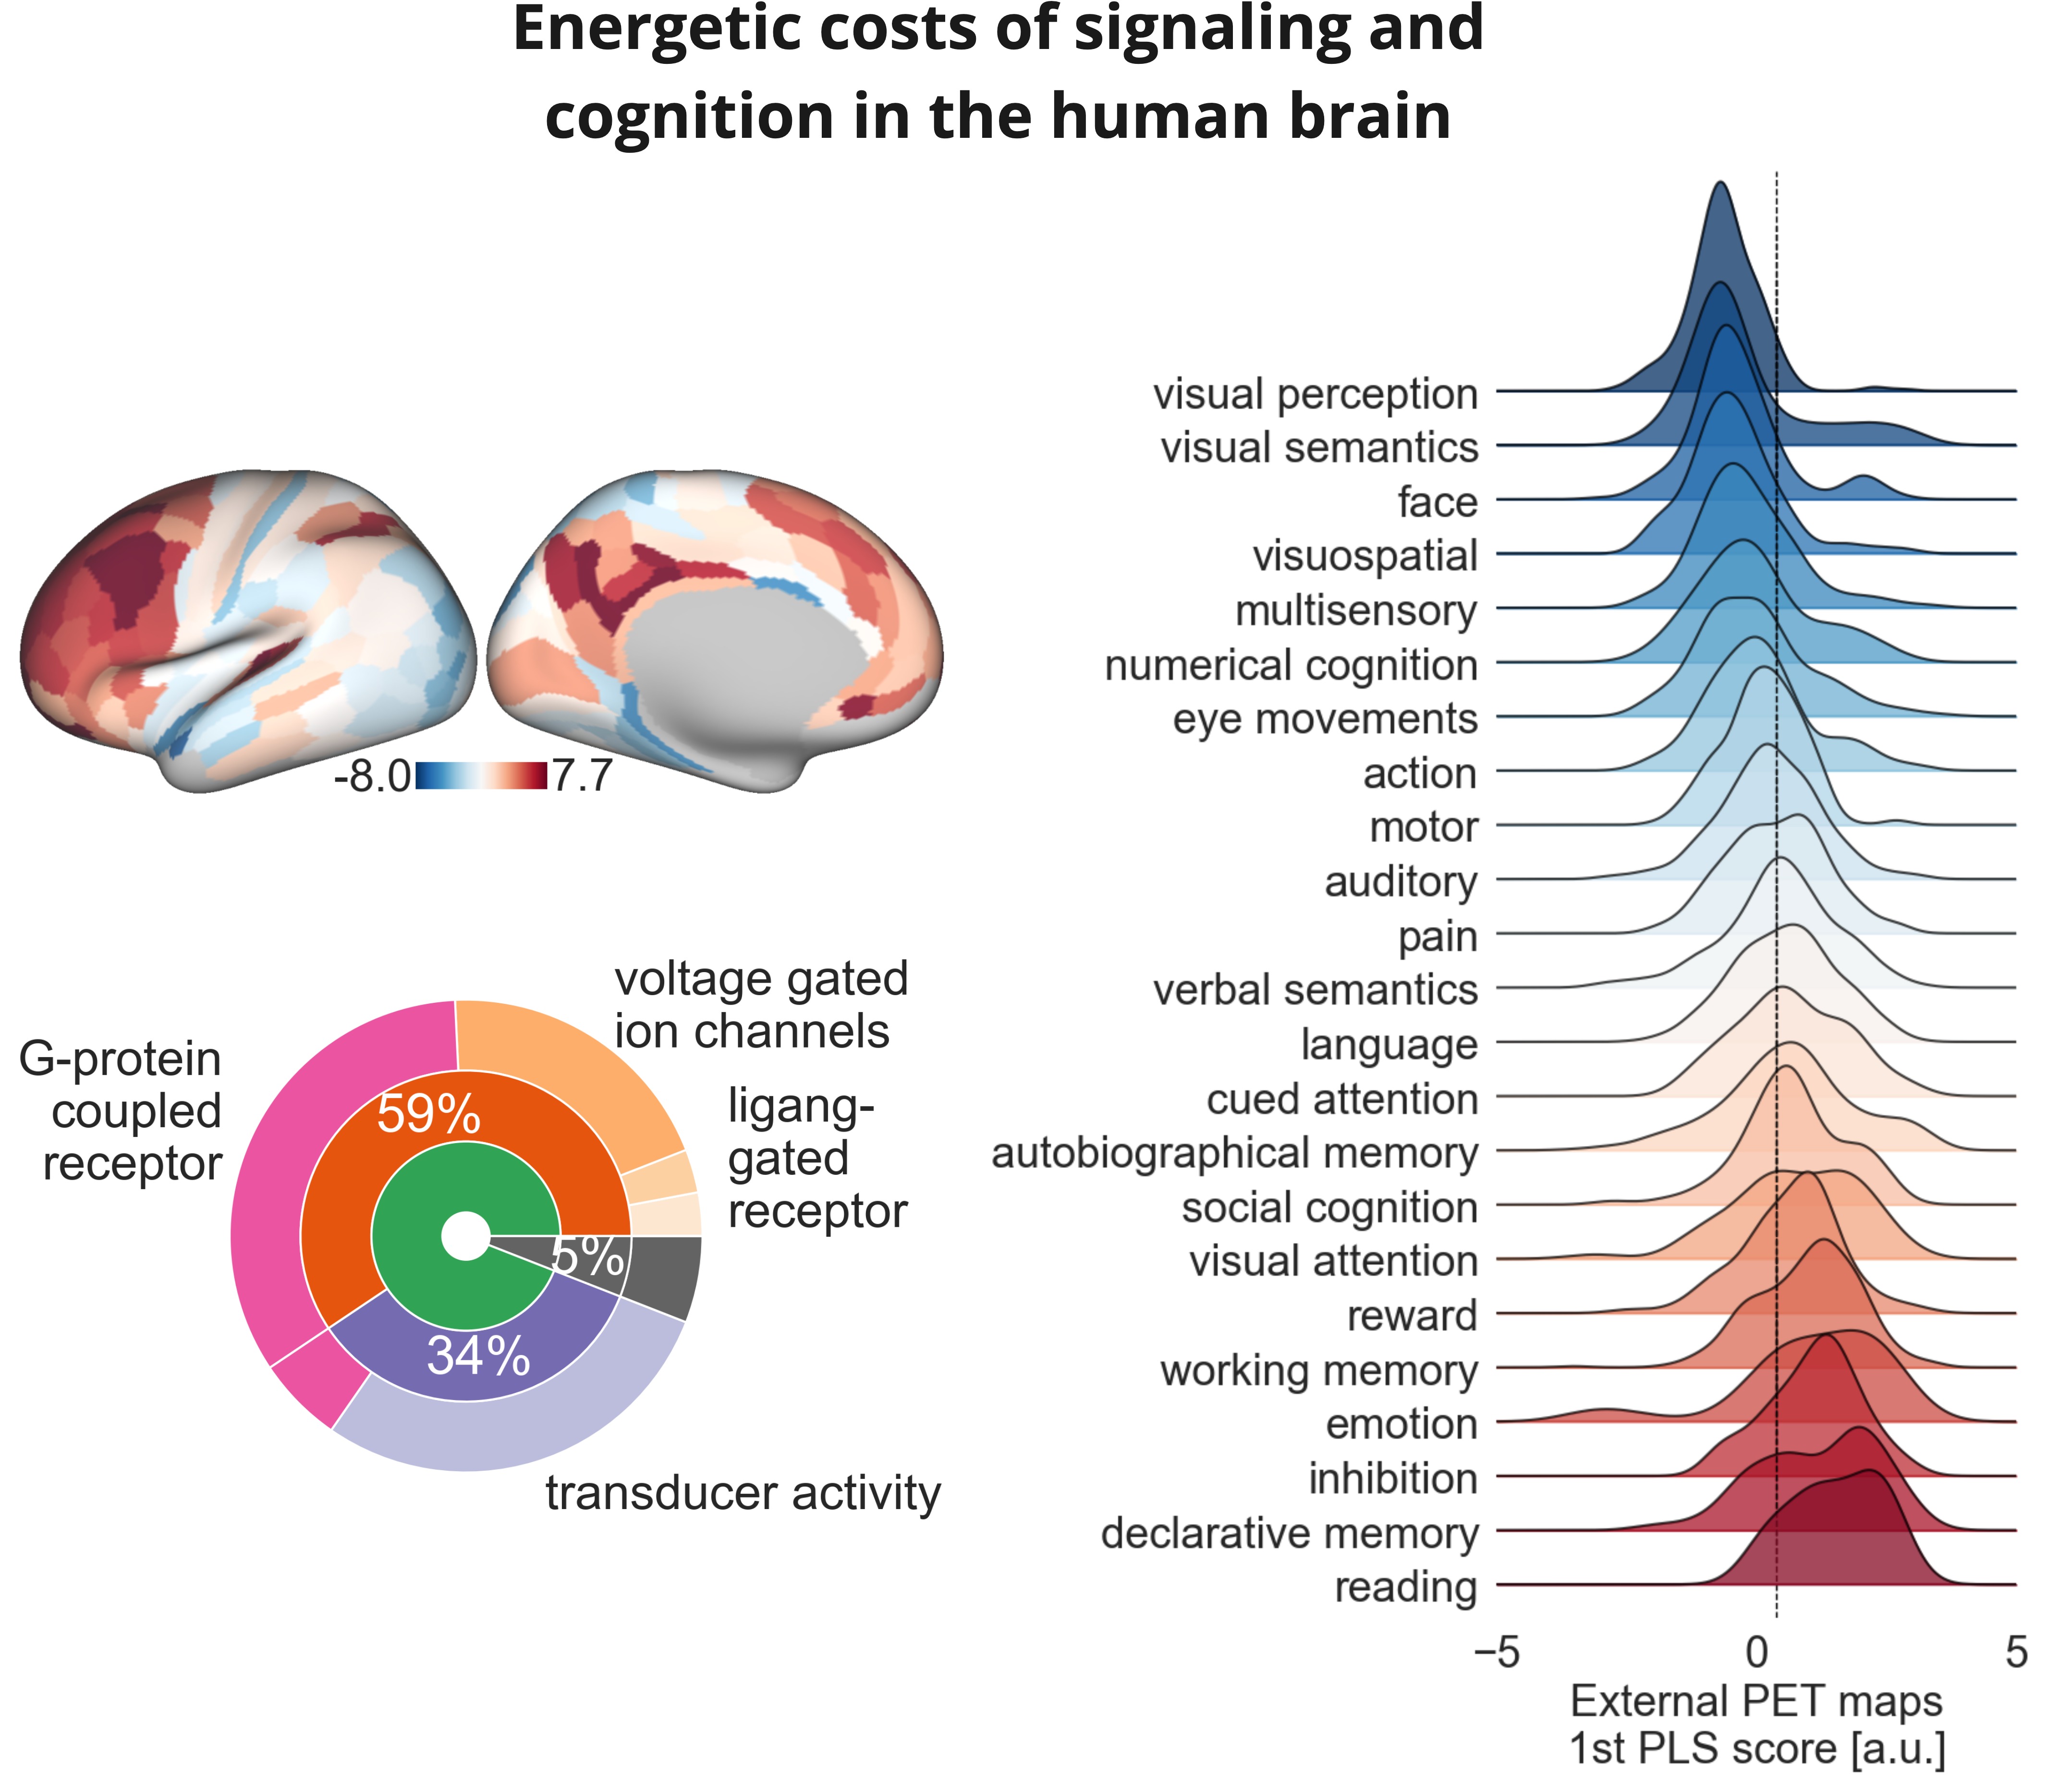 Energetic costs of signaling and
cognition in the human brain
-8.0
7.7
G-protein
coupled
receptor
voltage gated
ion channels
ligang-
gated
receptor
59%
5%
34%
transducer activity
visual perception
visual semantics
face
visuospatial
multisensory
numerical cognition
eye movements
action
motor
auditory
pain
verbal semantics
language
cued attention
autobiographical memory
social cognition
visual attention
reward
working memory
emotion
inhibition
declarative memory
reading
−5 0 5
External PET maps
1st PLS score [a.u.]